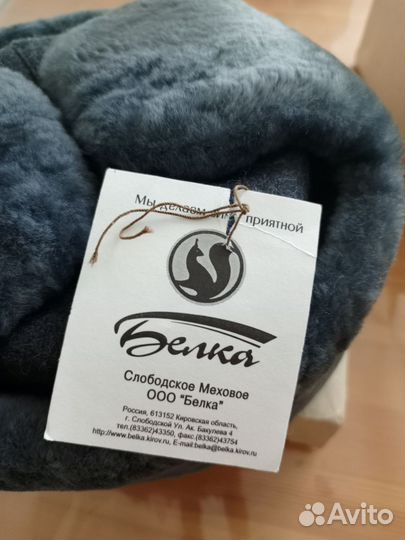 Мы делаем зиму приятной
Белка
Слободское Меховое
ООО "Белка"
Россия, 613152 Кировская область,
г. Слободской Ул. Ак. Бакулева 4
тел.(83362)43350, факс.(83362)43754
http://www.belka.kirov.ru, E-mail:belka@belka.kirov.ru
Avito